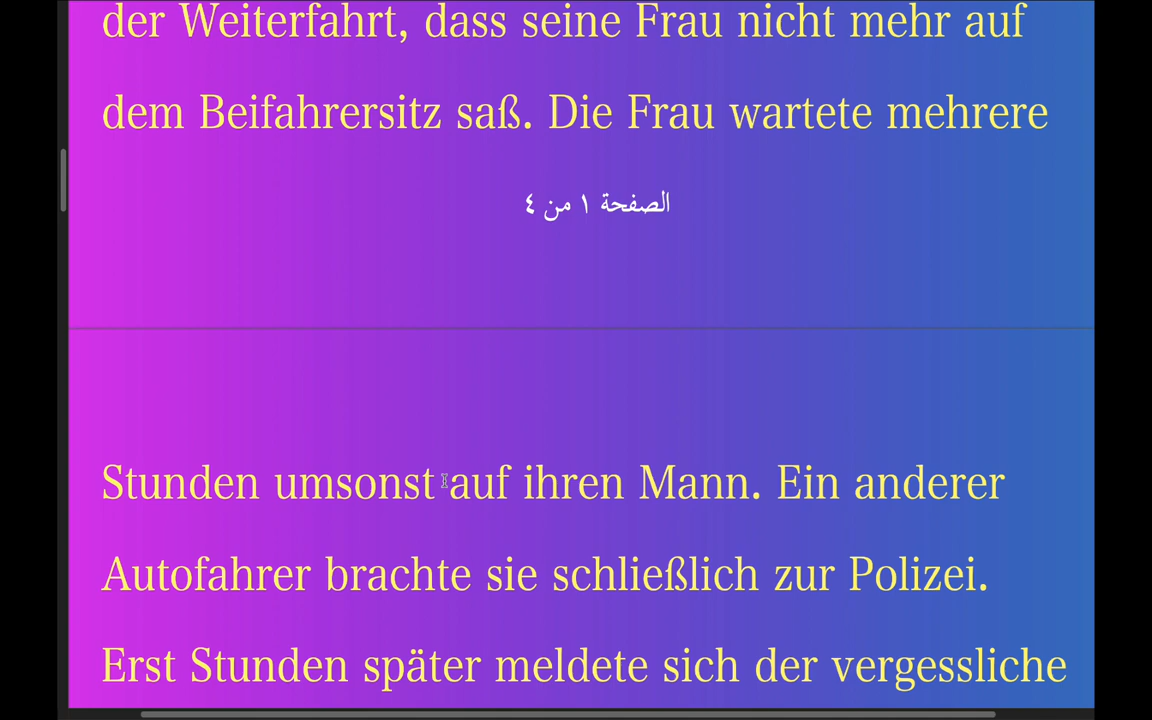 der Weiterfahrt, dass seine Frau nicht mehr auf
dem Beifahrersitz saß. Die Frau wartete mehrere
الصفحة ١ من ٤
Stunden umsonst auf ihren Mann. Ein anderer
Autofahrer brachte sie schließlich zur Polizei.
Erst Stunden später meldete sich der vergessliche